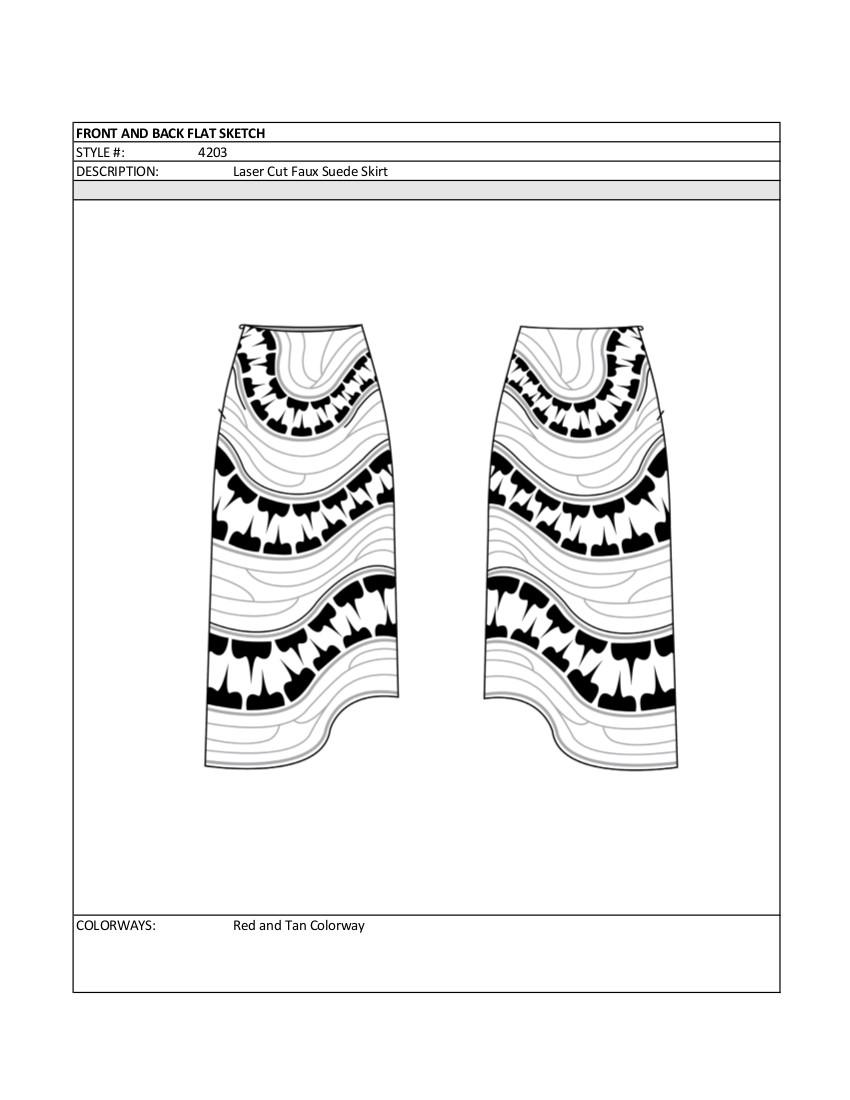 FRONT AND BACK FLAT SKETCH
STYLE #: 4203
DESCRIPTION: Laser Cut Faux Suede Skirt
COLORWAYS: Red and Tan Colorway